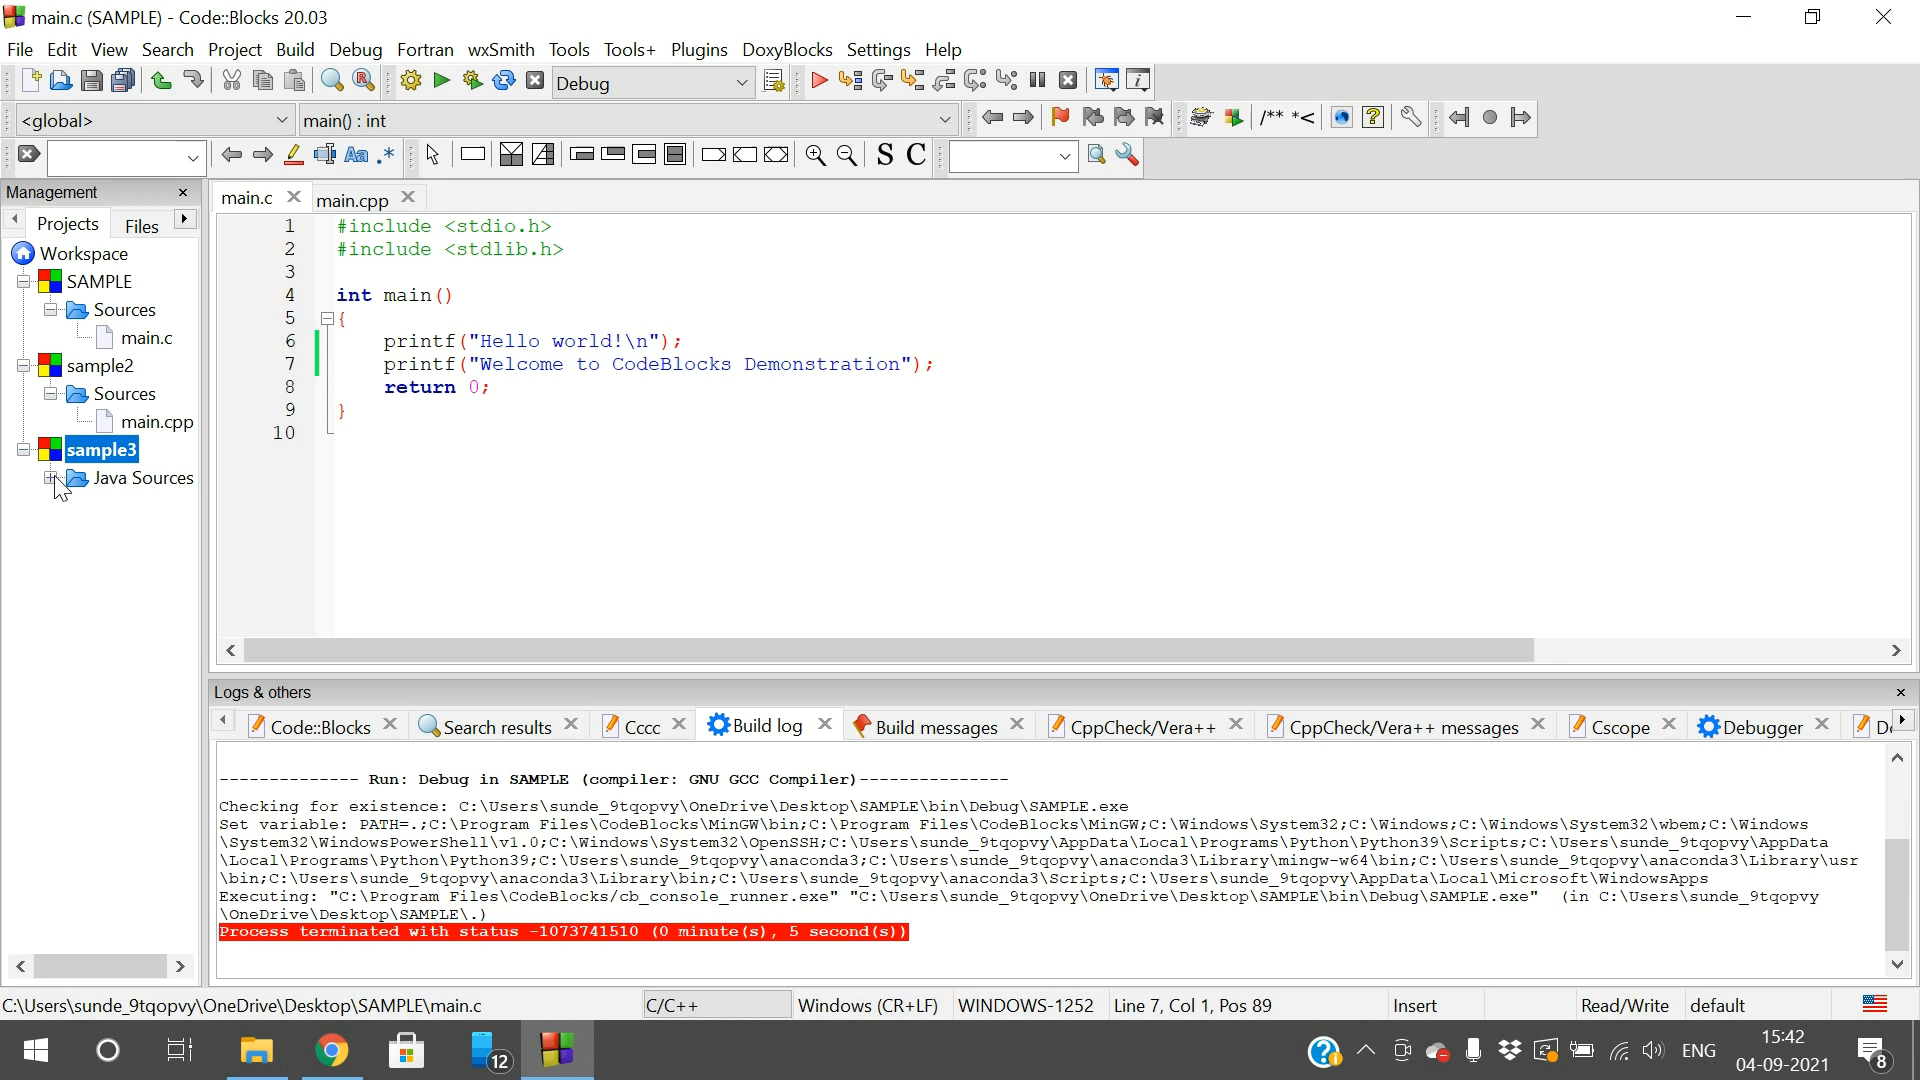 main.c (SAMPLE) - Code::Blocks 20.03
File Edit View Search Project Build Debug Fortran wxSmith Tools Tools+ Plugins DoxyBlocks Settings Help
Debug
<global> main() : int /** *<
Aa .* S C
Management
Projects Files
Workspace
SAMPLE
Sources
main.c
sample2
Sources
main.cpp
sample3
Java Sources
main.c main.cpp
1 #include <stdio.h>
2 #include <stdlib.h>
3
4 int main()
5 {
6 printf("Hello world!\n");
7 printf("Welcome to CodeBlocks Demonstration");
8 return 0;
9 }
10
Logs & others
Code::Blocks Search results Cccc Build log Build messages CppCheck/Vera++ CppCheck/Vera++ messages Cscope Debugger
-------------- Run: Debug in SAMPLE (compiler: GNU GCC Compiler)---------------
Checking for existence: C:\Users\sunde_9tqopvy\OneDrive\Desktop\SAMPLE\bin\Debug\SAMPLE.exe
Set variable: PATH=.;C:\Program Files\CodeBlocks\MinGW\bin;C:\Program Files\CodeBlocks\MinGW;C:\Windows\System32;C:\Windows;C:\Windows\System32\wbem;C:\Windows
\System32\WindowsPowerShell\v1.0;C:\Windows\System32\OpenSSH;C:\Users\sunde_9tqopvy\AppData\Local\Programs\Python\Python39\Scripts;C:\Users\sunde_9tqopvy\AppData
\Local\Programs\Python\Python39;C:\Users\sunde_9tqopvy\anaconda3;C:\Users\sunde_9tqopvy\anaconda3\Library\mingw-w64\bin;C:\Users\sunde_9tqopvy\anaconda3\Library\usr
\bin;C:\Users\sunde_9tqopvy\anaconda3\Library\bin;C:\Users\sunde_9tqopvy\anaconda3\Scripts;C:\Users\sunde_9tqopvy\AppData\Local\Microsoft\WindowsApps
Executing: "C:\Program Files\CodeBlocks/cb_console_runner.exe" "C:\Users\sunde_9tqopvy\OneDrive\Desktop\SAMPLE\bin\Debug\SAMPLE.exe" (in C:\Users\sunde_9tqopvy
\OneDrive\Desktop\SAMPLE\.)
Process terminated with status -1073741510 (0 minute(s), 5 second(s))
C:\Users\sunde_9tqopvy\OneDrive\Desktop\SAMPLE\main.c C/C++ Windows (CR+LF) WINDOWS-1252 Line 7, Col 1, Pos 89 Insert Read/Write default
12 ENG 15:42
04-09-2021 8